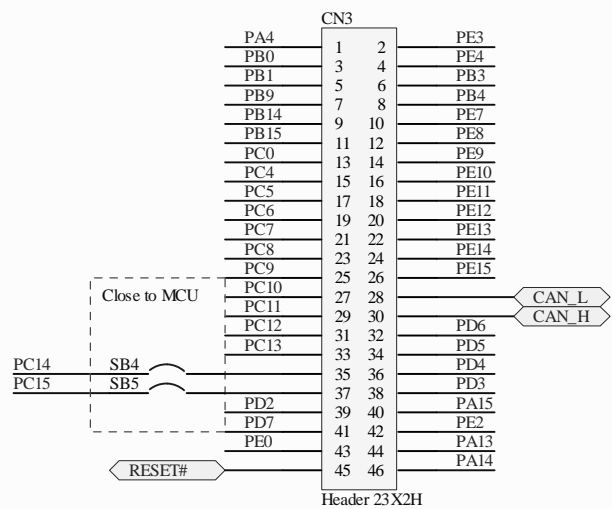 CN3
PA4 1 2 PE3
PB0 3 4 PE4
PB1 5 6 PB3
PB9 7 8 PB4
PB14 9 10 PE7
PB15 11 12 PE8
PC0 13 14 PE9
PC4 15 16 PE10
PC5 17 18 PE11
PC6 19 20 PE12
PC7 21 22 PE13
PC8 23 24 PE14
PC9 25 26 PE15
Close to MCU PC10 27 28 CAN_L
PC11 29 30 CAN_H
PC12 31 32 PD6
PC13 33 34 PD5
PC14 SB4 35 36 PD4
PC15 SB5 37 38 PD3
PD2 39 40 PA15
PD7 41 42 PE2
PE0 43 44 PA13
RESET# 45 46 PA14
Header 23X2H